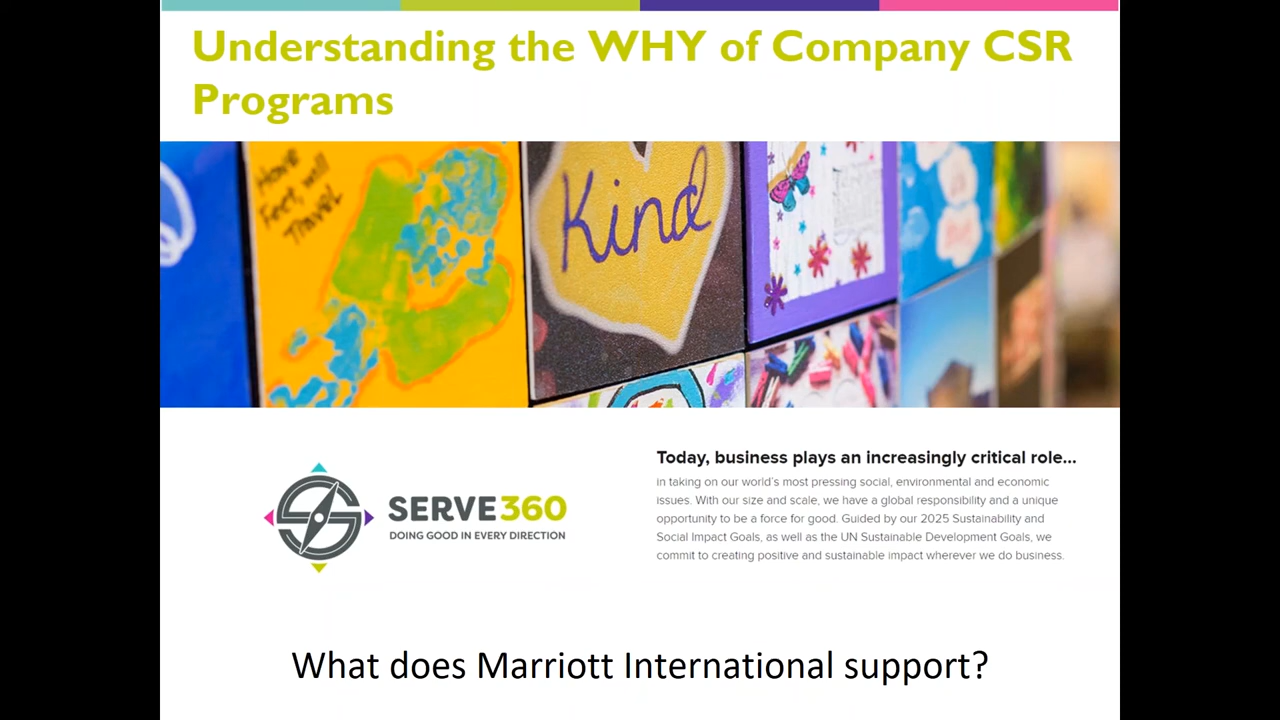 Understanding the WHY of Company CSR
Programs
Have
Feet, will
Travel
Kind
Today, business plays an increasingly critical role...
in taking on our world's most pressing social, environmental and economic
issues. With our size and scale, we have a global responsibility and a unique
opportunity to be a force for good. Guided by our 2025 Sustainability and
Social Impact Goals, as well as the UN Sustainable Development Goals, we
commit to creating positive and sustainable impact wherever we do business.
SERVE 360
DOING GOOD IN EVERY DIRECTION
What does Marriott International support?